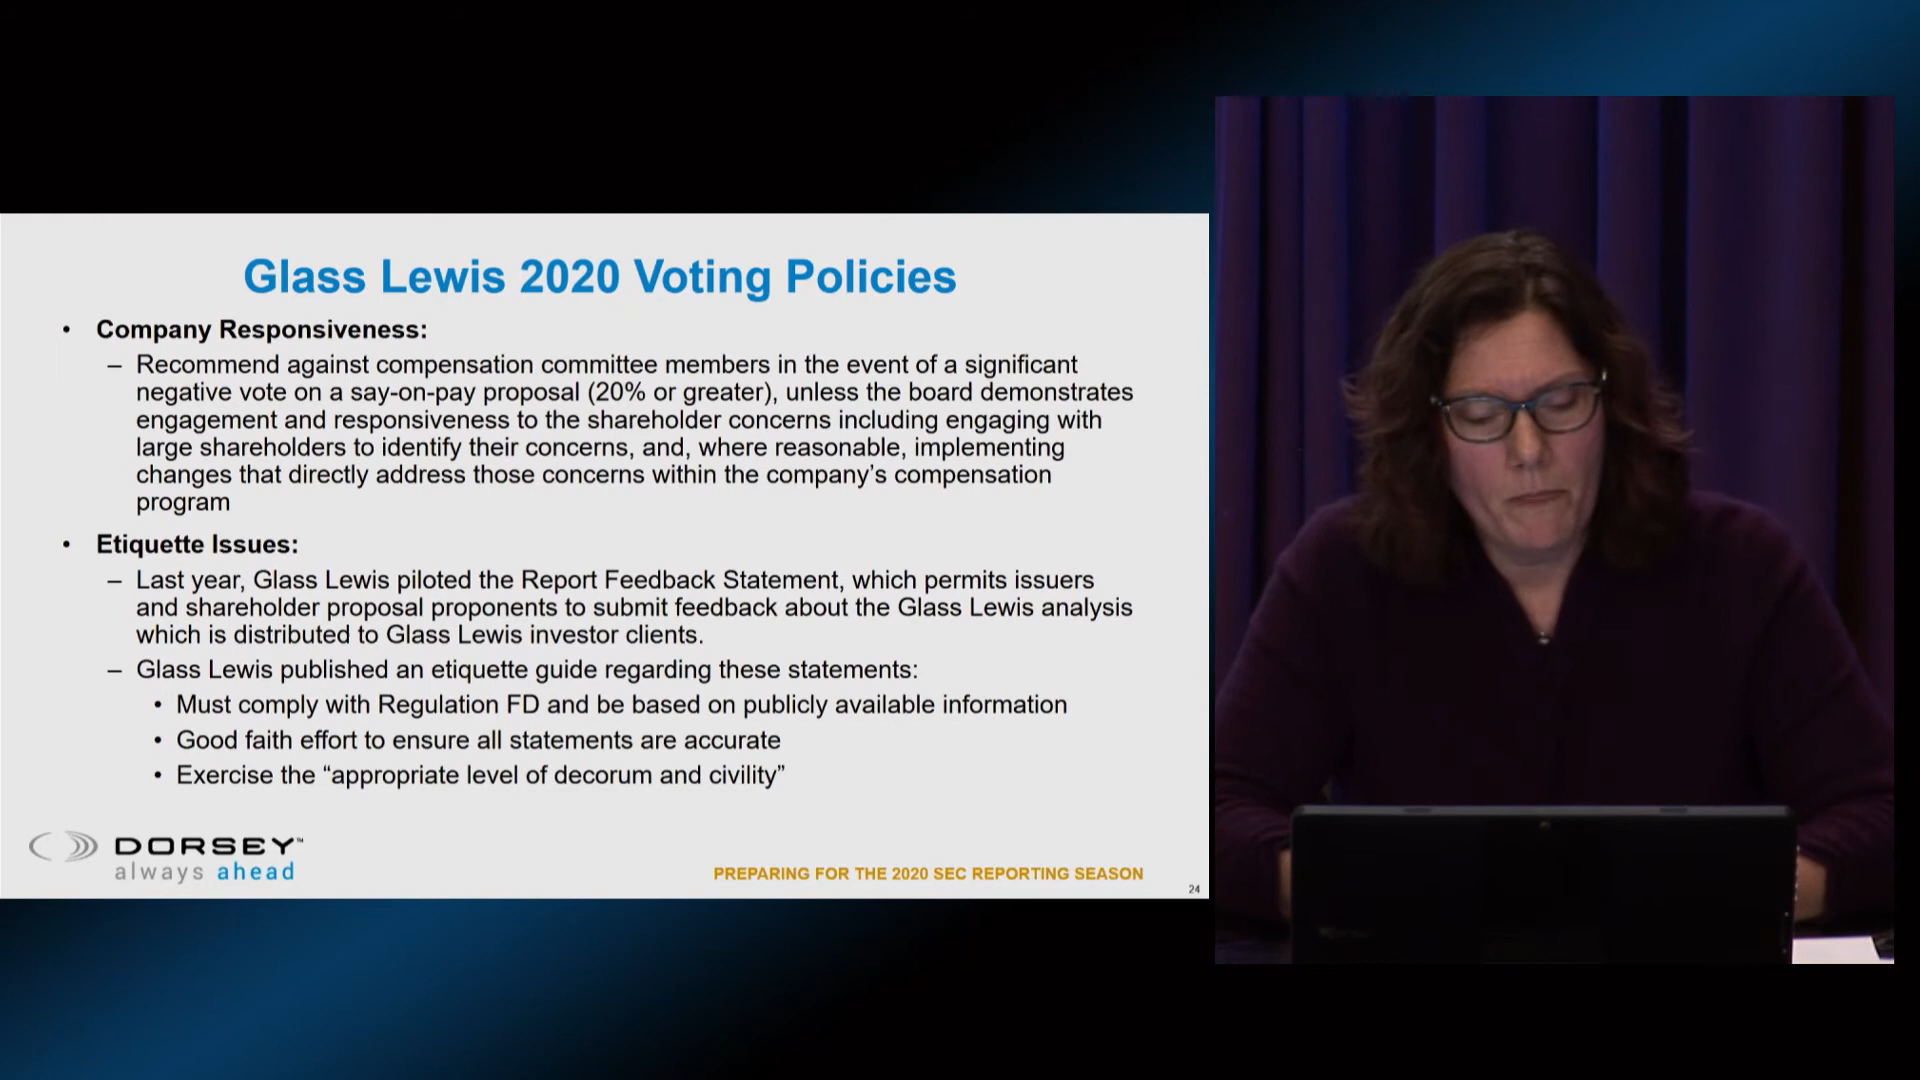 Glass Lewis 2020 Voting Policies
• Company Responsiveness:
– Recommend against compensation committee members in the event of a significant
negative vote on a say-on-pay proposal (20% or greater), unless the board demonstrates
engagement and responsiveness to the shareholder concerns including engaging with
large shareholders to identify their concerns, and, where reasonable, implementing
changes that directly address those concerns within the company’s compensation
program
• Etiquette Issues:
– Last year, Glass Lewis piloted the Report Feedback Statement, which permits issuers
and shareholder proposal proponents to submit feedback about the Glass Lewis analysis
which is distributed to Glass Lewis investor clients.
– Glass Lewis published an etiquette guide regarding these statements:
• Must comply with Regulation FD and be based on publicly available information
• Good faith effort to ensure all statements are accurate
• Exercise the “appropriate level of decorum and civility”
DORSEY™
always ahead
PREPARING FOR THE 2020 SEC REPORTING SEASON
24